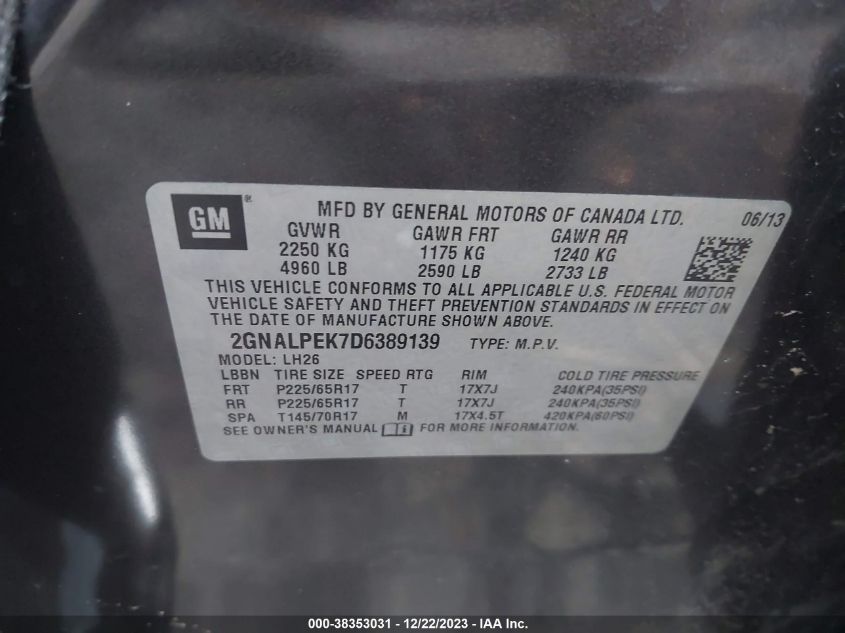 GM ®
MFD BY GENERAL MOTORS OF CANADA LTD. 06/13
GVWR GAWR FRT GAWR RR
2250 KG 1175 KG 1240 KG
4960 LB 2590 LB 2733 LB
THIS VEHICLE CONFORMS TO ALL APPLICABLE U.S. FEDERAL MOTOR
VEHICLE SAFETY AND THEFT PREVENTION STANDARDS IN EFFECT ON
THE DATE OF MANUFACTURE SHOWN ABOVE.
2GNALPEK7D6389139 TYPE: M.P.V.
MODEL: LH26
LBBN TIRE SIZE SPEED RTG RIM COLD TIRE PRESSURE
FRT P225/65R17 T 17X7J 240KPA(35PSI)
RR P225/65R17 T 17X7J 240KPA(35PSI)
SPA T145/70R17 M 17X4.5T 420KPA(60PSI)
SEE OWNER'S MANUAL FOR MORE INFORMATION.
000-38353031 - 12/22/2023 - IAA Inc.